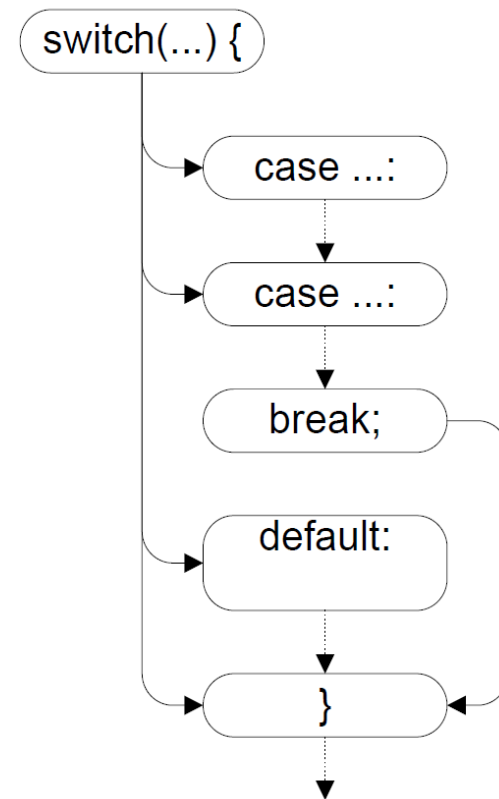 switch(...) {
case ...:
case ...:
break;
default:
}